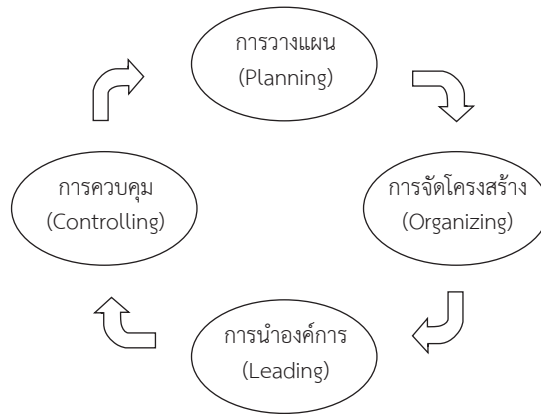 การวางแผน
(Planning)
การควบคุม
(Controlling)
การจัดโครงสร้าง
(Organizing)
การนำองค์การ
(Leading)